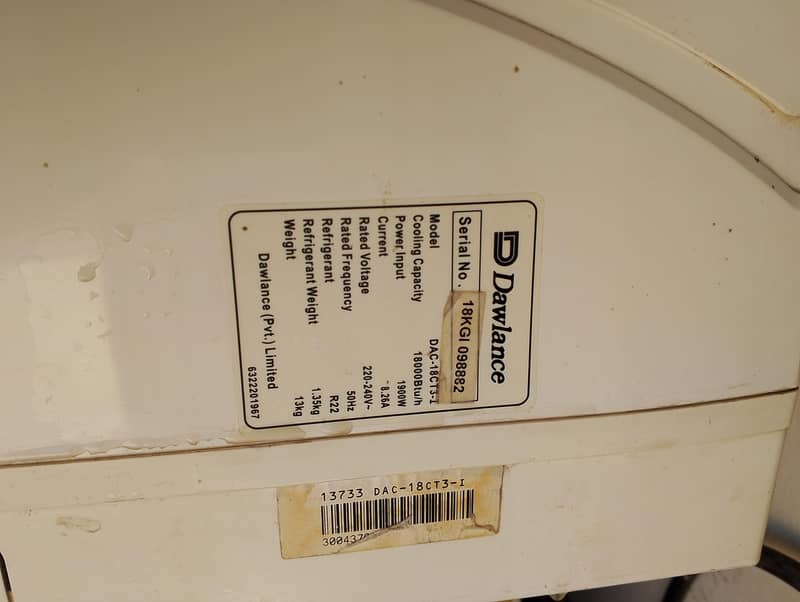 Dawlance
Serial No. 18KGI 098882
Model DAC-18CT3-I
Cooling Capacity 18000Btu/h
Power Input 1900W
Current ~8.26A
Rated Voltage 220-240V~
Rated Frequency 50Hz
Refrigerant R22
Refrigerant Weight 1.35kg
Weight 13kg
Dawlance (Pvt.) Limited
6322201967
13733 DAC-18CT3-I